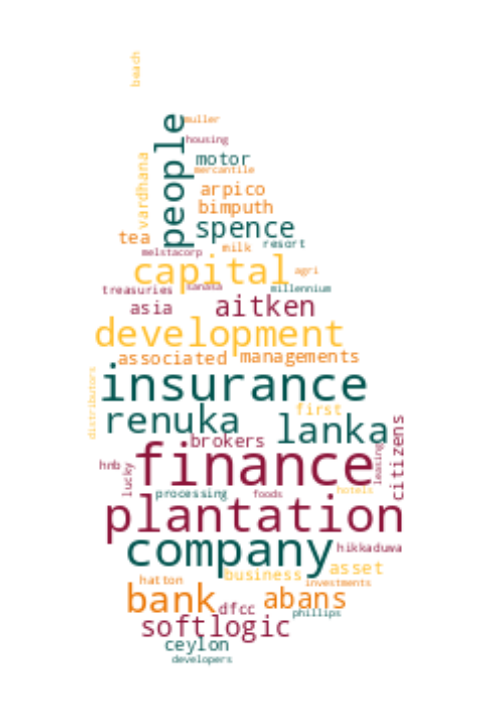 beach
muller
people
housing
motor
mercantile
vardhana
arpico
bimputh
spence
tea
milk
resort
melstacorp
capital
agri
treasuries
sanasa
millennium
asia
aitken
development
associated managements
insurance
distributors
first
renuka
lanka
brokers
citizens
finance
hnb
lucky
leasing
processing
foods
hotels
plantation
company
hikkaduwa
business
asset
hatton
investments
bank
abans
dfcc
phillips
softlogic
ceylon
developers